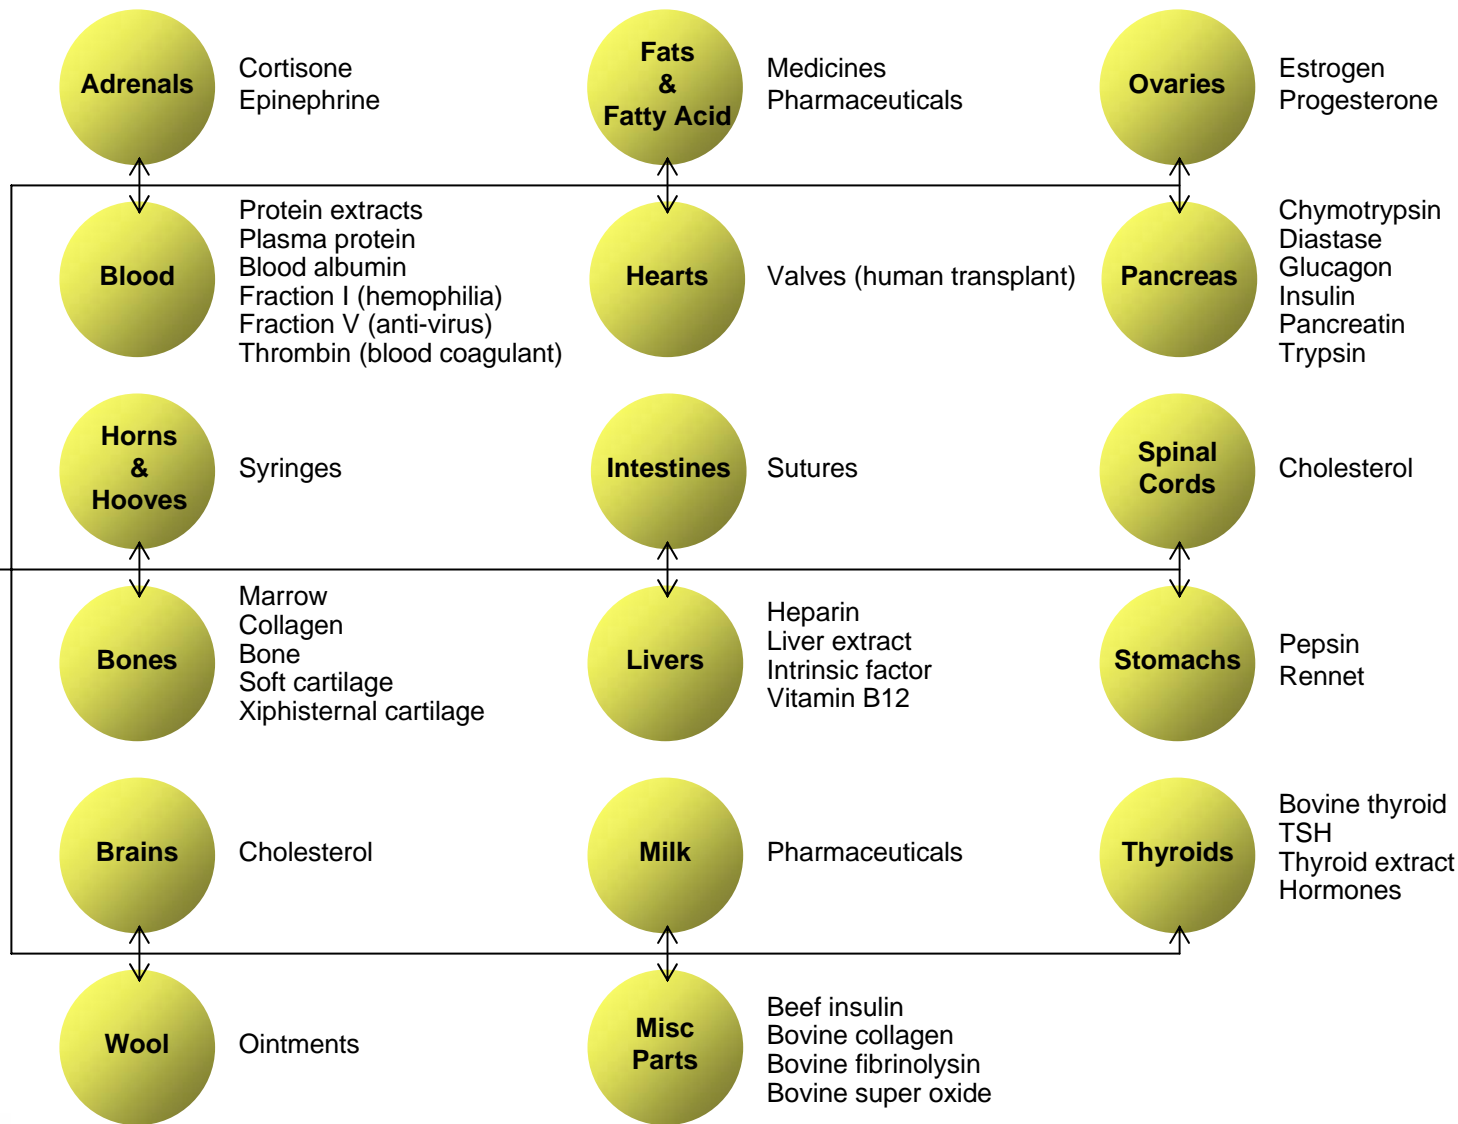 Adrenals
Cortisone
Epinephrine
Fats
&
Fatty Acid
Medicines
Pharmaceuticals
Ovaries
Estrogen
Progesterone
Blood
Protein extracts
Plasma protein
Blood albumin
Fraction I (hemophilia)
Fraction V (anti-virus)
Thrombin (blood coagulant)
Hearts
Valves (human transplant)
Pancreas
Chymotrypsin
Diastase
Glucagon
Insulin
Pancreatin
Trypsin
Horns
&
Hooves
Syringes
Intestines
Sutures
Spinal
Cords
Cholesterol
Bones
Marrow
Collagen
Bone
Soft cartilage
Xiphisternal cartilage
Livers
Heparin
Liver extract
Intrinsic factor
Vitamin B12
Stomachs
Pepsin
Rennet
Brains
Cholesterol
Milk
Pharmaceuticals
Thyroids
Bovine thyroid
TSH
Thyroid extract
Hormones
Wool
Ointments
Misc
Parts
Beef insulin
Bovine collagen
Bovine fibrinolysin
Bovine super oxide